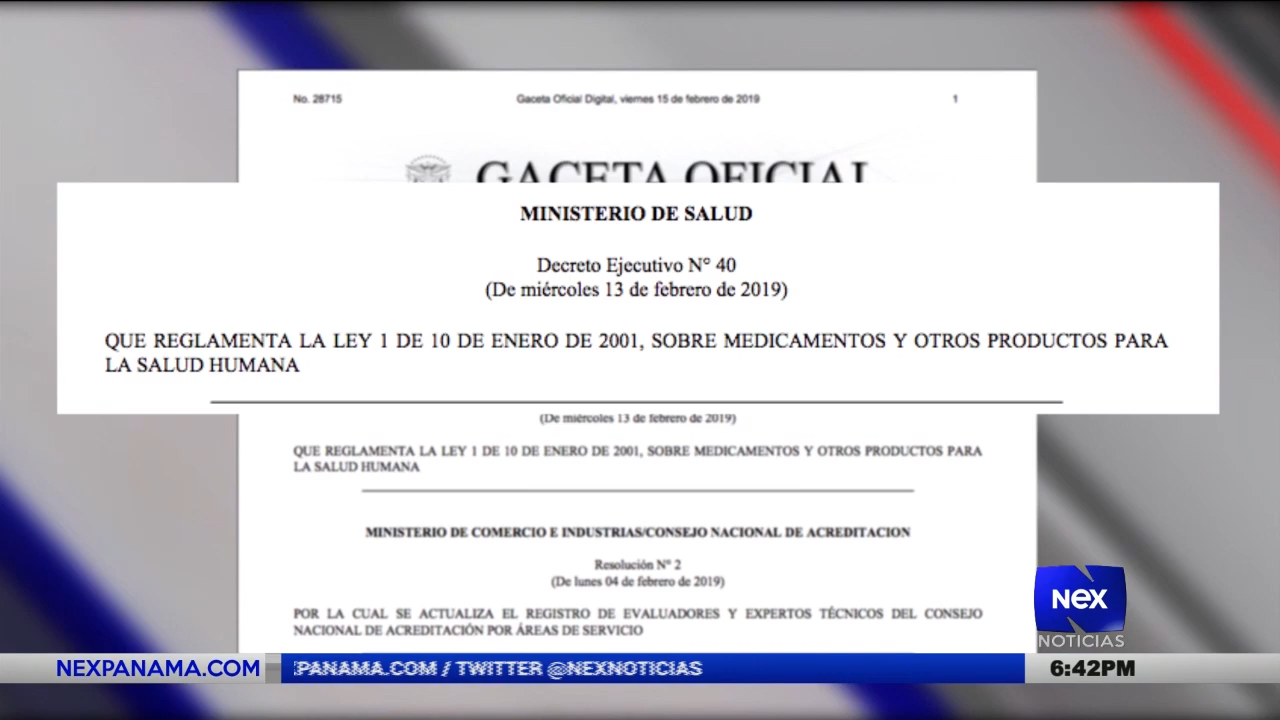 No. 28715 Gaceta Oficial Digital, viernes 15 de febrero de 2019 1
GACETA OFICIAL
MINISTERIO DE SALUD
Decreto Ejecutivo N° 40
(De miércoles 13 de febrero de 2019)
QUE REGLAMENTA LA LEY 1 DE 10 DE ENERO DE 2001, SOBRE MEDICAMENTOS Y OTROS PRODUCTOS PARA
LA SALUD HUMANA
(De miércoles 13 de febrero de 2019)
QUE REGLAMENTA LA LEY 1 DE 10 DE ENERO DE 2001, SOBRE MEDICAMENTOS Y OTROS PRODUCTOS PARA
LA SALUD HUMANA
MINISTERIO DE COMERCIO E INDUSTRIAS/CONSEJO NACIONAL DE ACREDITACION
Resolución N° 2
(De lunes 04 de febrero de 2019)
POR LA CUAL SE ACTUALIZA EL REGISTRO DE EVALUADORES Y EXPERTOS TÉCNICOS DEL CONSEJO
NACIONAL DE ACREDITACIÓN POR ÁREAS DE SERVICIO
NEX
NOTICIAS
NEXPANAMA.COM PANAMA.COM / TWITTER @NEXNOTICIAS 6:42PM